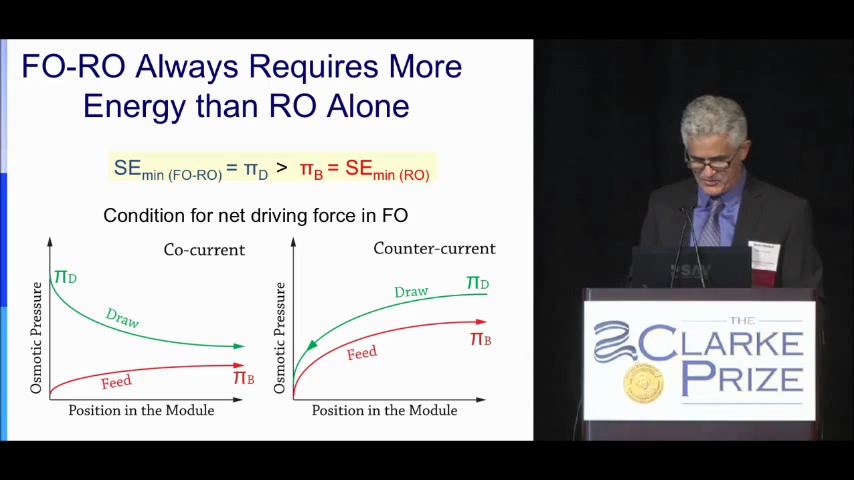 FO-RO Always Requires More
Energy than RO Alone
SEmin (FO-RO) = πD > πB = SEmin (RO)
Condition for net driving force in FO
Co-current
πD
Draw
Feed
πB
Osmotic Pressure
Position in the Module
Counter-current
πD
Draw
Feed
πB
Osmotic Pressure
Position in the Module
THE
CLARKE
PRIZE